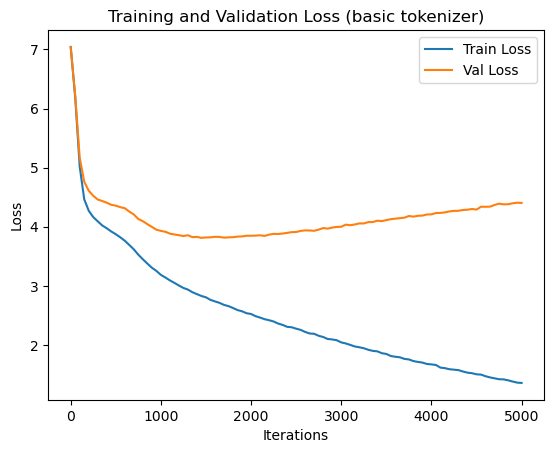 Training and Validation Loss (basic tokenizer)
Train Loss
Val Loss
Loss
7
6
5
4
3
2
0
1000
2000
3000
4000
5000
Iterations